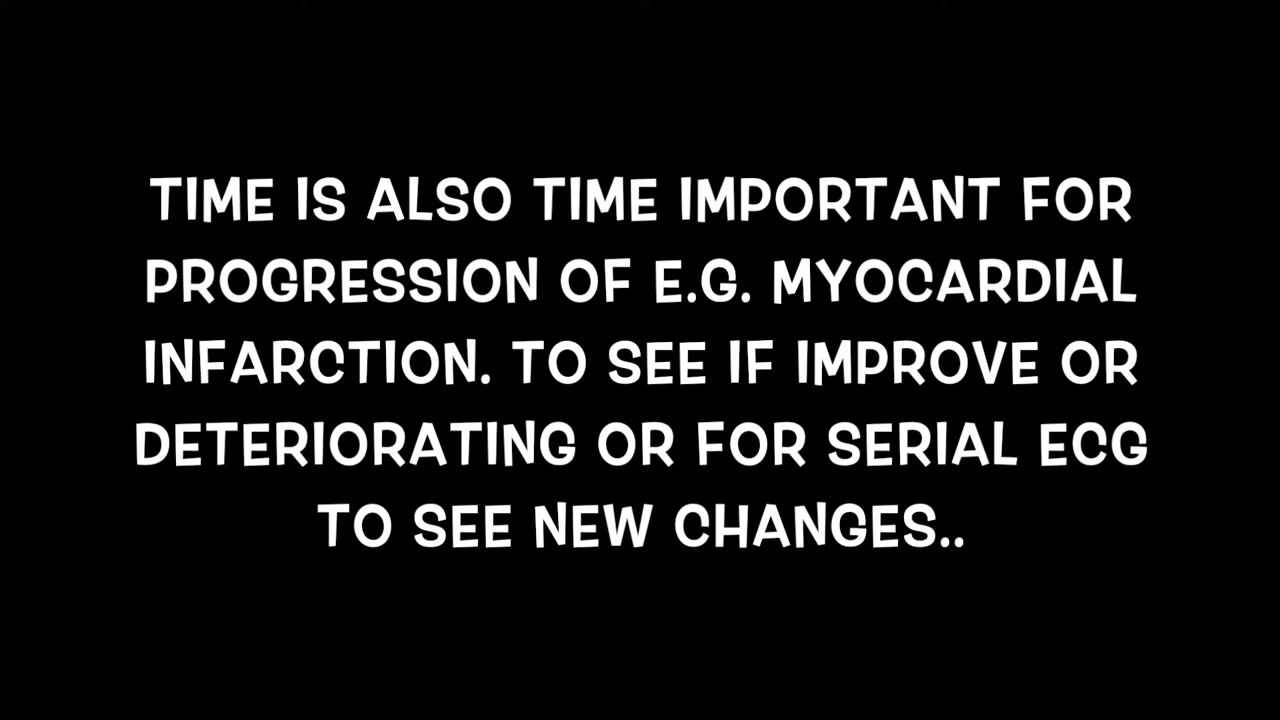 TIME IS ALSO TIME IMPORTANT FOR
PROGRESSION OF E.G. MYOCARDIAL
INFARCTION. TO SEE IF IMPROVE OR
DETERIORATING OR FOR SERIAL ECG
TO SEE NEW CHANGES..